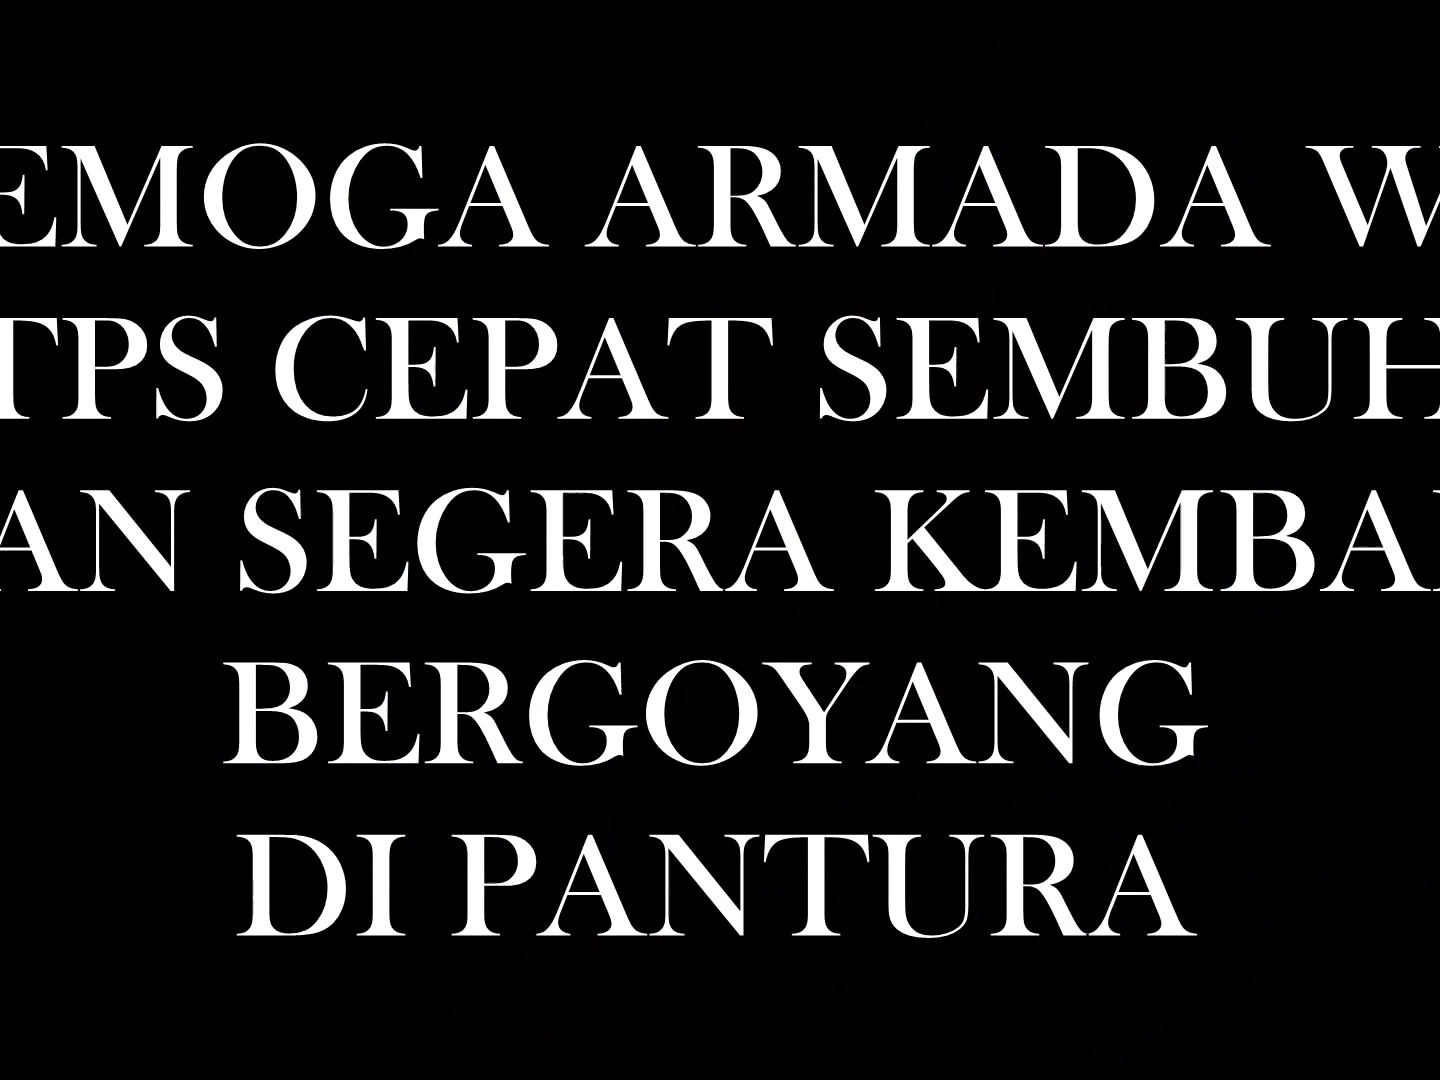 EMOGA ARMADA W
TPS CEPAT SEMBUH
AN SEGERA KEMBA
BERGOYANG
DI PANTURA